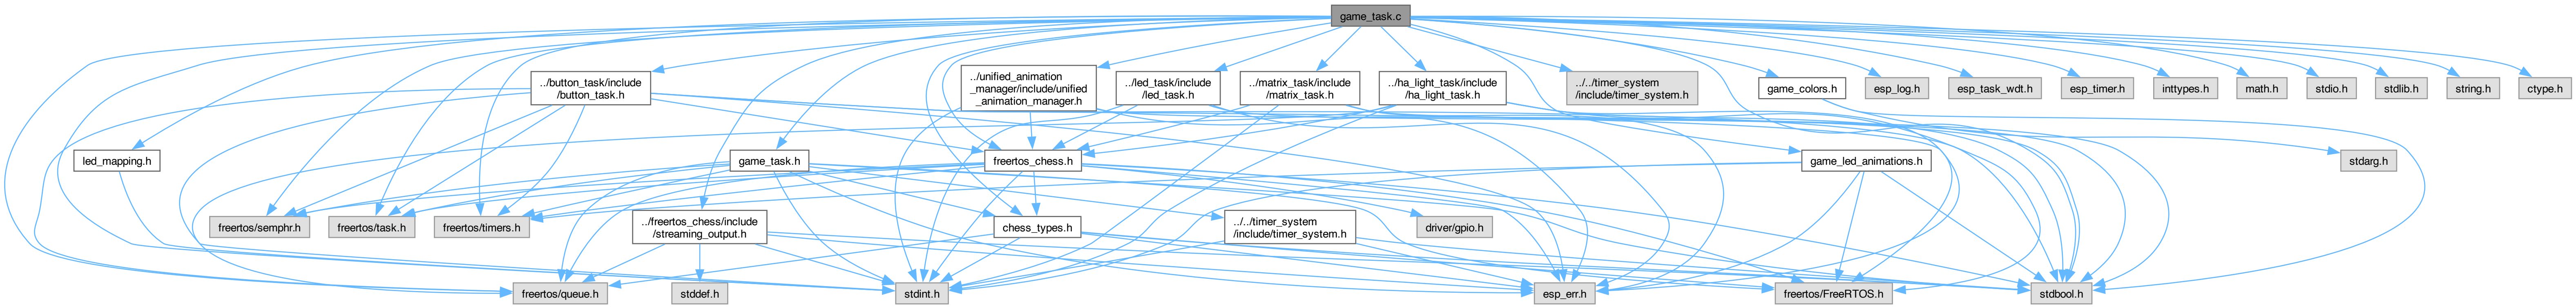 game_task.c
../button_task/include
/button_task.h
../unified_animation
_manager/include/unified
_animation_manager.h
../led_task/include
/led_task.h
../matrix_task/include
/matrix_task.h
../ha_light_task/include
/ha_light_task.h
../../timer_system
/include/timer_system.h
game_colors.h
esp_log.h
esp_task_wdt.h
esp_timer.h
inttypes.h
math.h
stdio.h
stdlib.h
string.h
ctype.h
led_mapping.h
game_task.h
freertos_chess.h
game_led_animations.h
stdarg.h
freertos/semphr.h
freertos/task.h
freertos/timers.h
../freertos_chess/include
/streaming_output.h
chess_types.h
../../timer_system
/include/timer_system.h
driver/gpio.h
freertos/queue.h
stddef.h
stdint.h
esp_err.h
freertos/FreeRTOS.h
stdbool.h